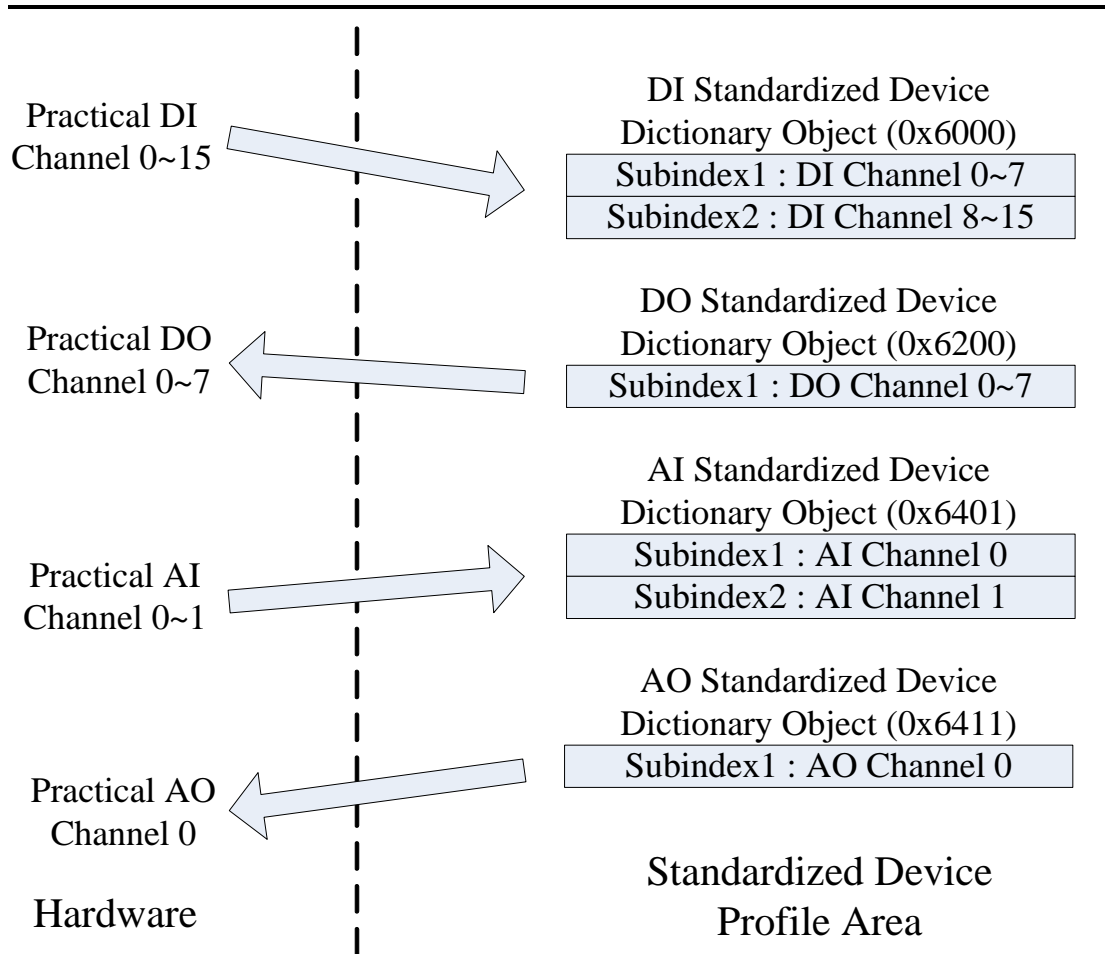 Practical DI
Channel 0~15
DI Standardized Device
Dictionary Object (0x6000)
Subindex1 : DI Channel 0~7
Subindex2 : DI Channel 8~15
Practical DO
Channel 0~7
DO Standardized Device
Dictionary Object (0x6200)
Subindex1 : DO Channel 0~7
Practical AI
Channel 0~1
AI Standardized Device
Dictionary Object (0x6401)
Subindex1 : AI Channel 0
Subindex2 : AI Channel 1
Practical AO
Channel 0
AO Standardized Device
Dictionary Object (0x6411)
Subindex1 : AO Channel 0
Hardware
Standardized Device
Profile Area